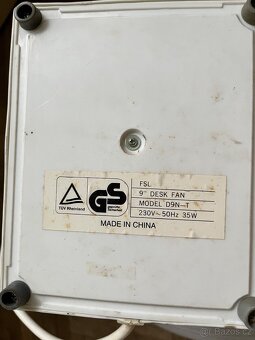 FSL
9" DESK FAN
MODEL D9N-T
230V~50Hz 35W
TÜV Rheinland
GS
MADE IN CHINA